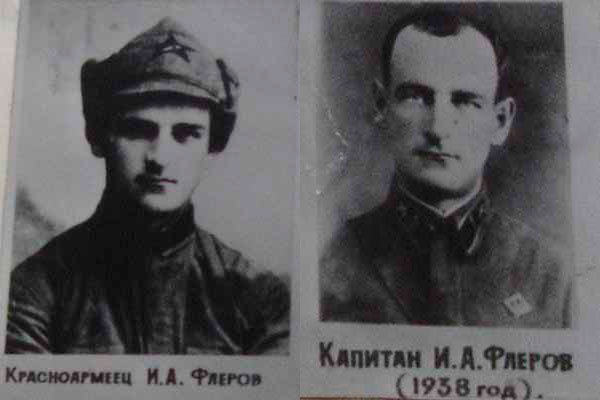 Красноармеец И.А. Флеров
Капитан И.А. Флеров
(1938 год).